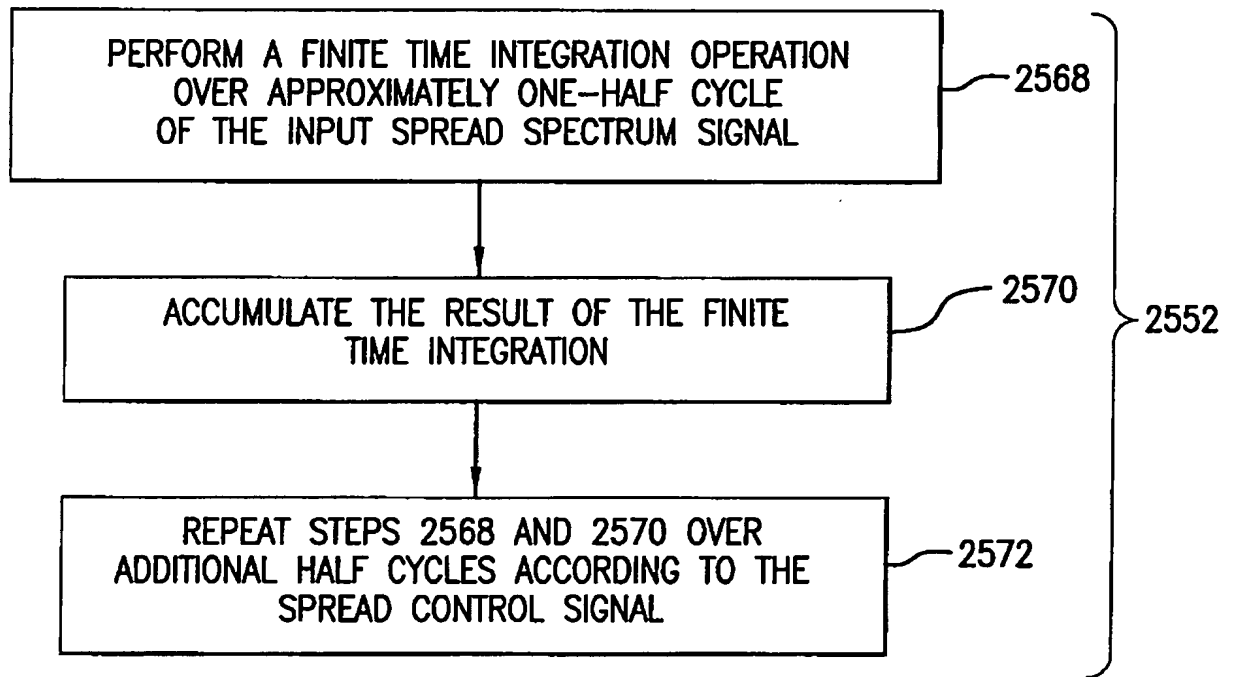 PERFORM A FINITE TIME INTEGRATION OPERATION
OVER APPROXIMATELY ONE-HALF CYCLE
OF THE INPUT SPREAD SPECTRUM SIGNAL
2568
ACCUMULATE THE RESULT OF THE FINITE
TIME INTEGRATION
2570
2552
REPEAT STEPS 2568 AND 2570 OVER
ADDITIONAL HALF CYCLES ACCORDING TO THE
SPREAD CONTROL SIGNAL
2572